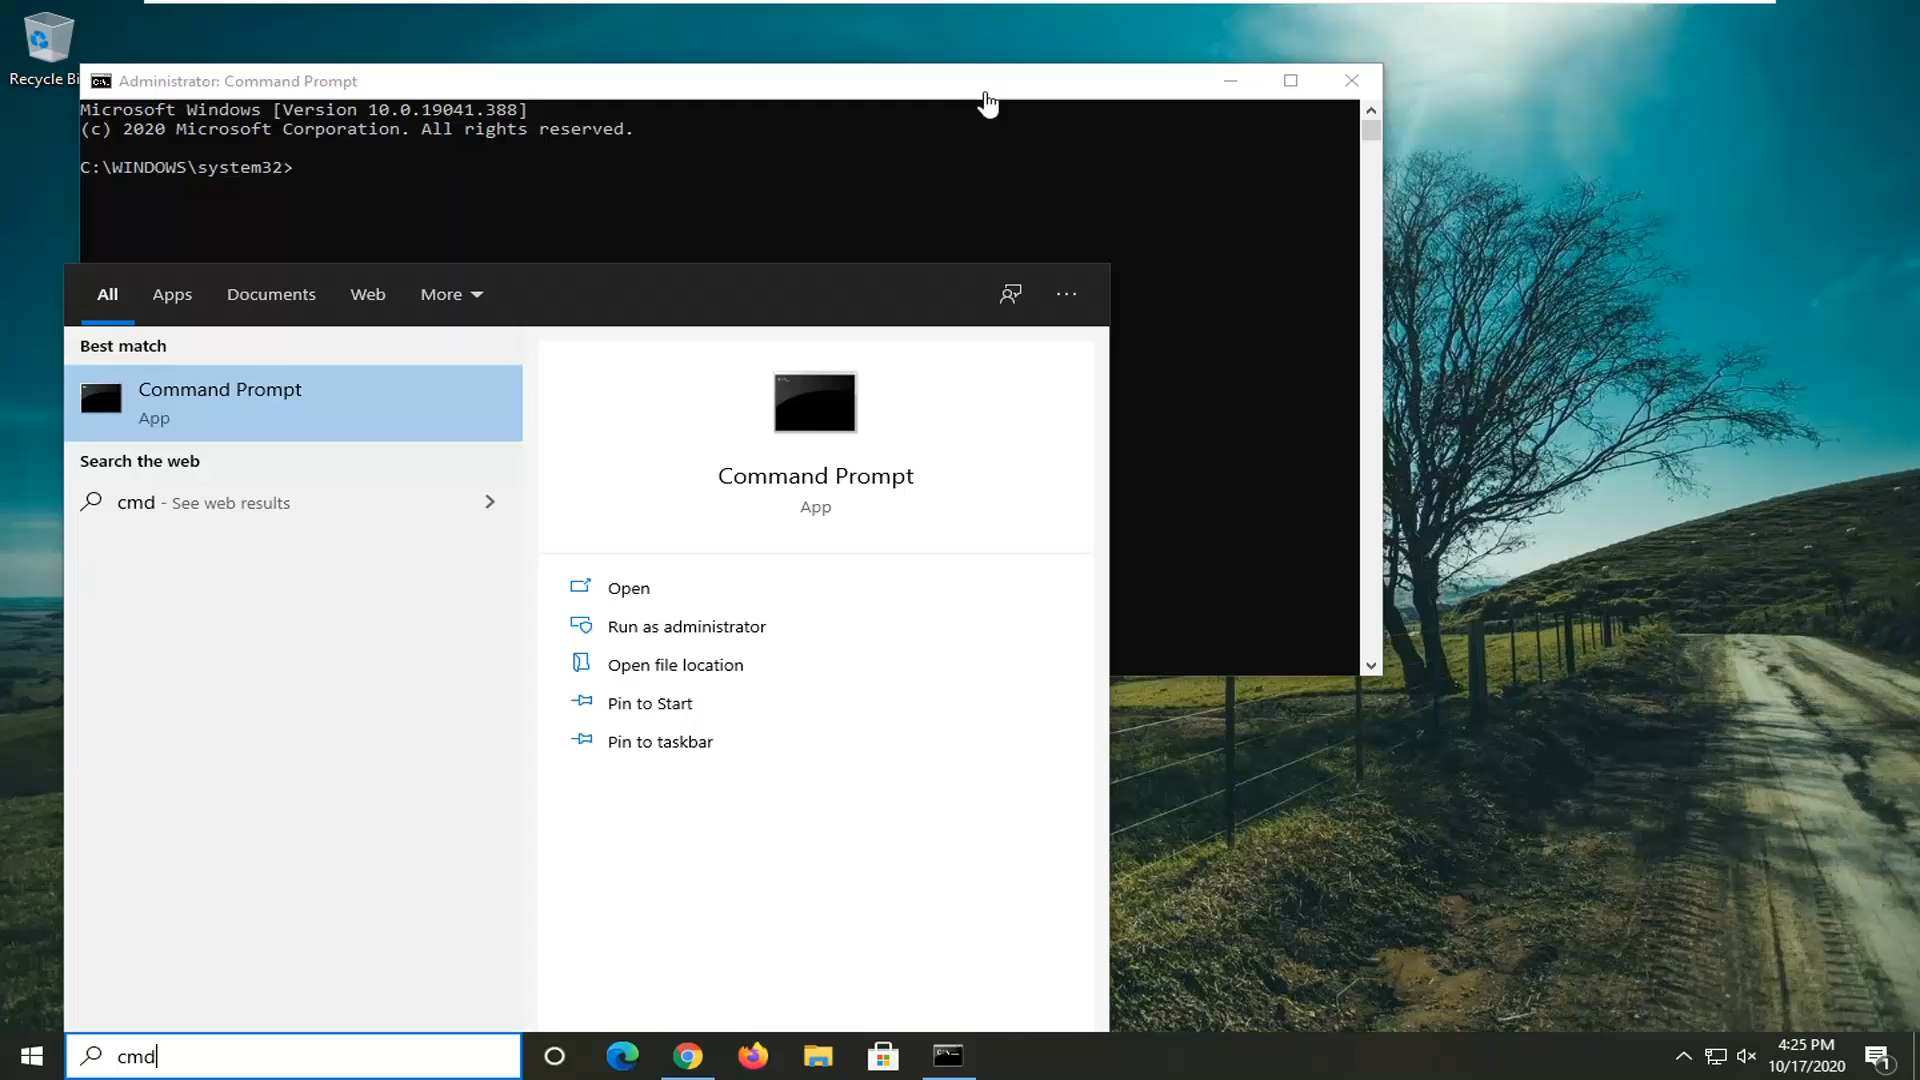 Recycle Bi
Administrator: Command Prompt
Microsoft Windows [Version 10.0.19041.388]
(c) 2020 Microsoft Corporation. All rights reserved.
C:\WINDOWS\system32>
All Apps Documents Web More
Best match
Command Prompt
App
Search the web
cmd - See web results
Command Prompt
App
Open
Run as administrator
Open file location
Pin to Start
Pin to taskbar
cmd
4:25 PM
10/17/2020
1